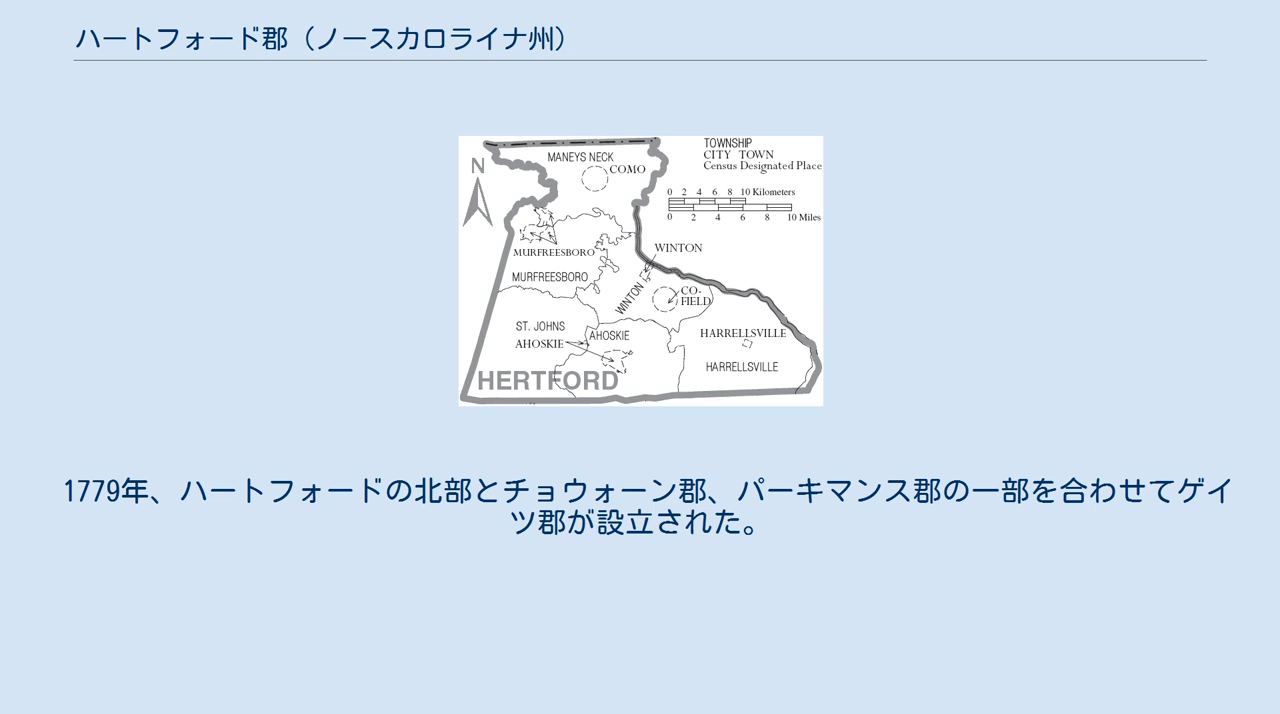 ハートフォード郡（ノースカロライナ州）
TOWNSHIP
CITY TOWN
Census Designated Place
N
MANEYS NECK
COMO
0 2 4 6 8 10 Kilometers
0 2 4 6 8 10 Miles
MURFREESBORO
WINTON
MURFREESBORO
WINTON
CO-
FIELD
ST. JOHNS
AHOSKIE
AHOSKIE
HARRELLSVILLE
HARRELLSVILLE
HERTFORD
1779年、ハートフォードの北部とチョウォーン郡、パーキマンス郡の一部を合わせてゲイ
ツ郡が設立された。